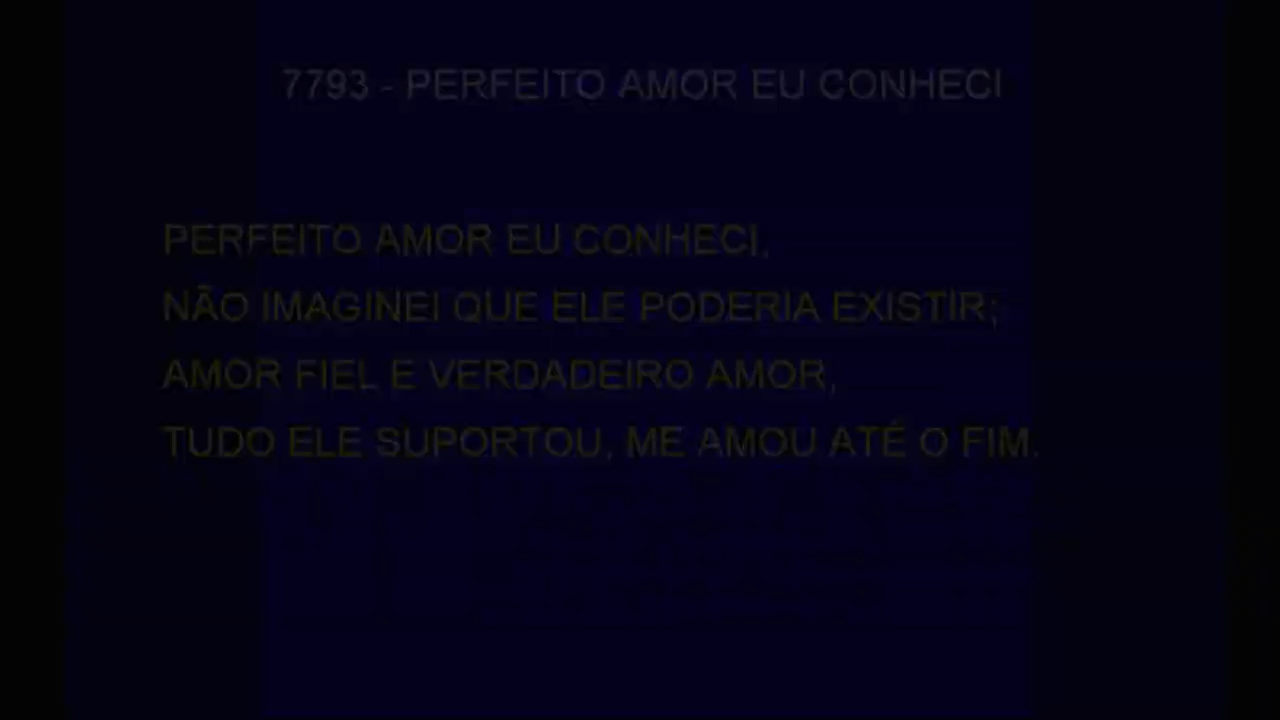 7793 - PERFEITO AMOR EU CONHECI
PERFEITO AMOR EU CONHECI,
NÃO IMAGINEI QUE ELE PODERIA EXISTIR;
AMOR FIEL E VERDADEIRO AMOR,
TUDO ELE SUPORTOU, ME AMOU ATÉ O FIM.